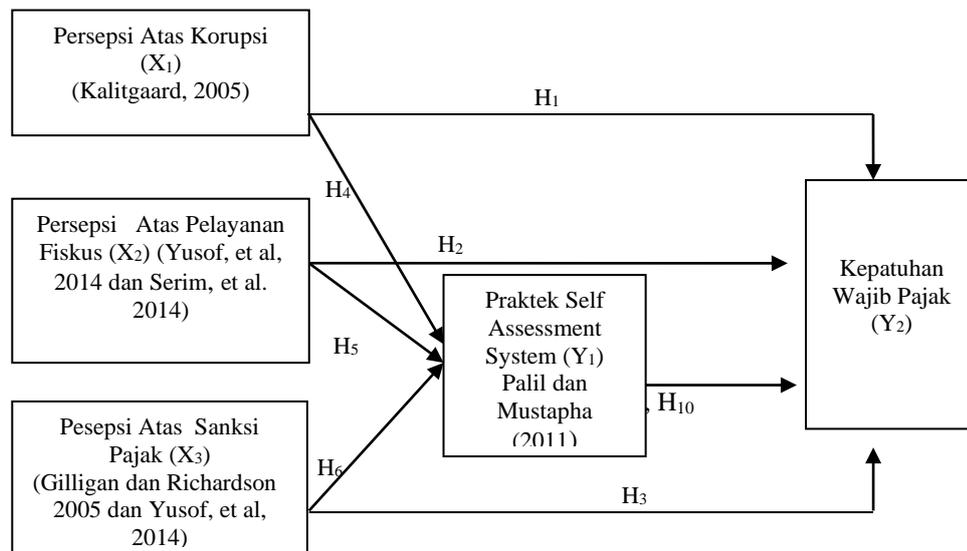 Persepsi Atas Korupsi
(X1)
(Kalitgaard, 2005)
H1
H4
Persepsi Atas Pelayanan
Fiskus (X2) (Yusof, et al,
2014 dan Serim, et al.
2014)
H2
H5
Praktek Self
Assessment
System (Y1)
Palil dan
Mustapha
(2011)
, H10
Kepatuhan
Wajib Pajak
(Y2)
Pesepsi Atas Sanksi
Pajak (X3)
(Gilligan dan Richardson
2005 dan Yusof, et al,
2014)
H6
H3